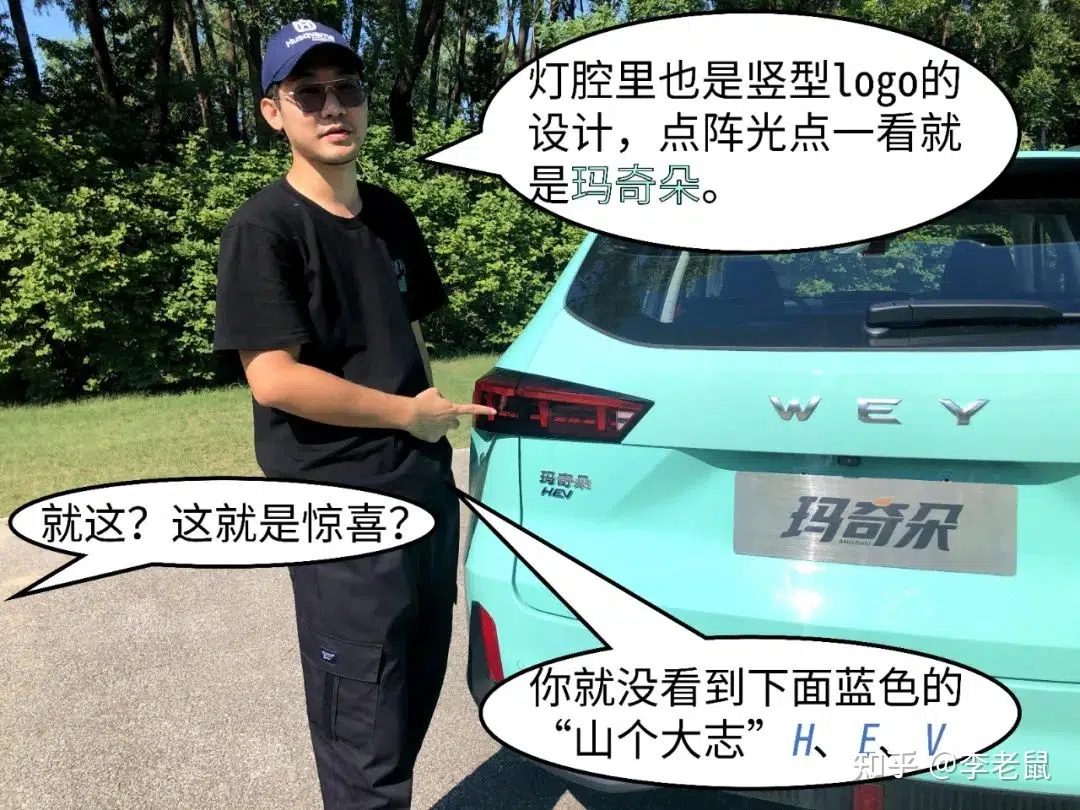 Husqvarna
灯腔里也是竖型logo的
设计，点阵光点一看就
是玛奇朵。
WEY
玛奇朵
HEV
玛奇朵
就这？这就是惊喜？
你就没看到下面蓝色的
“山个大志”H、E、V
知乎 @李老鼠